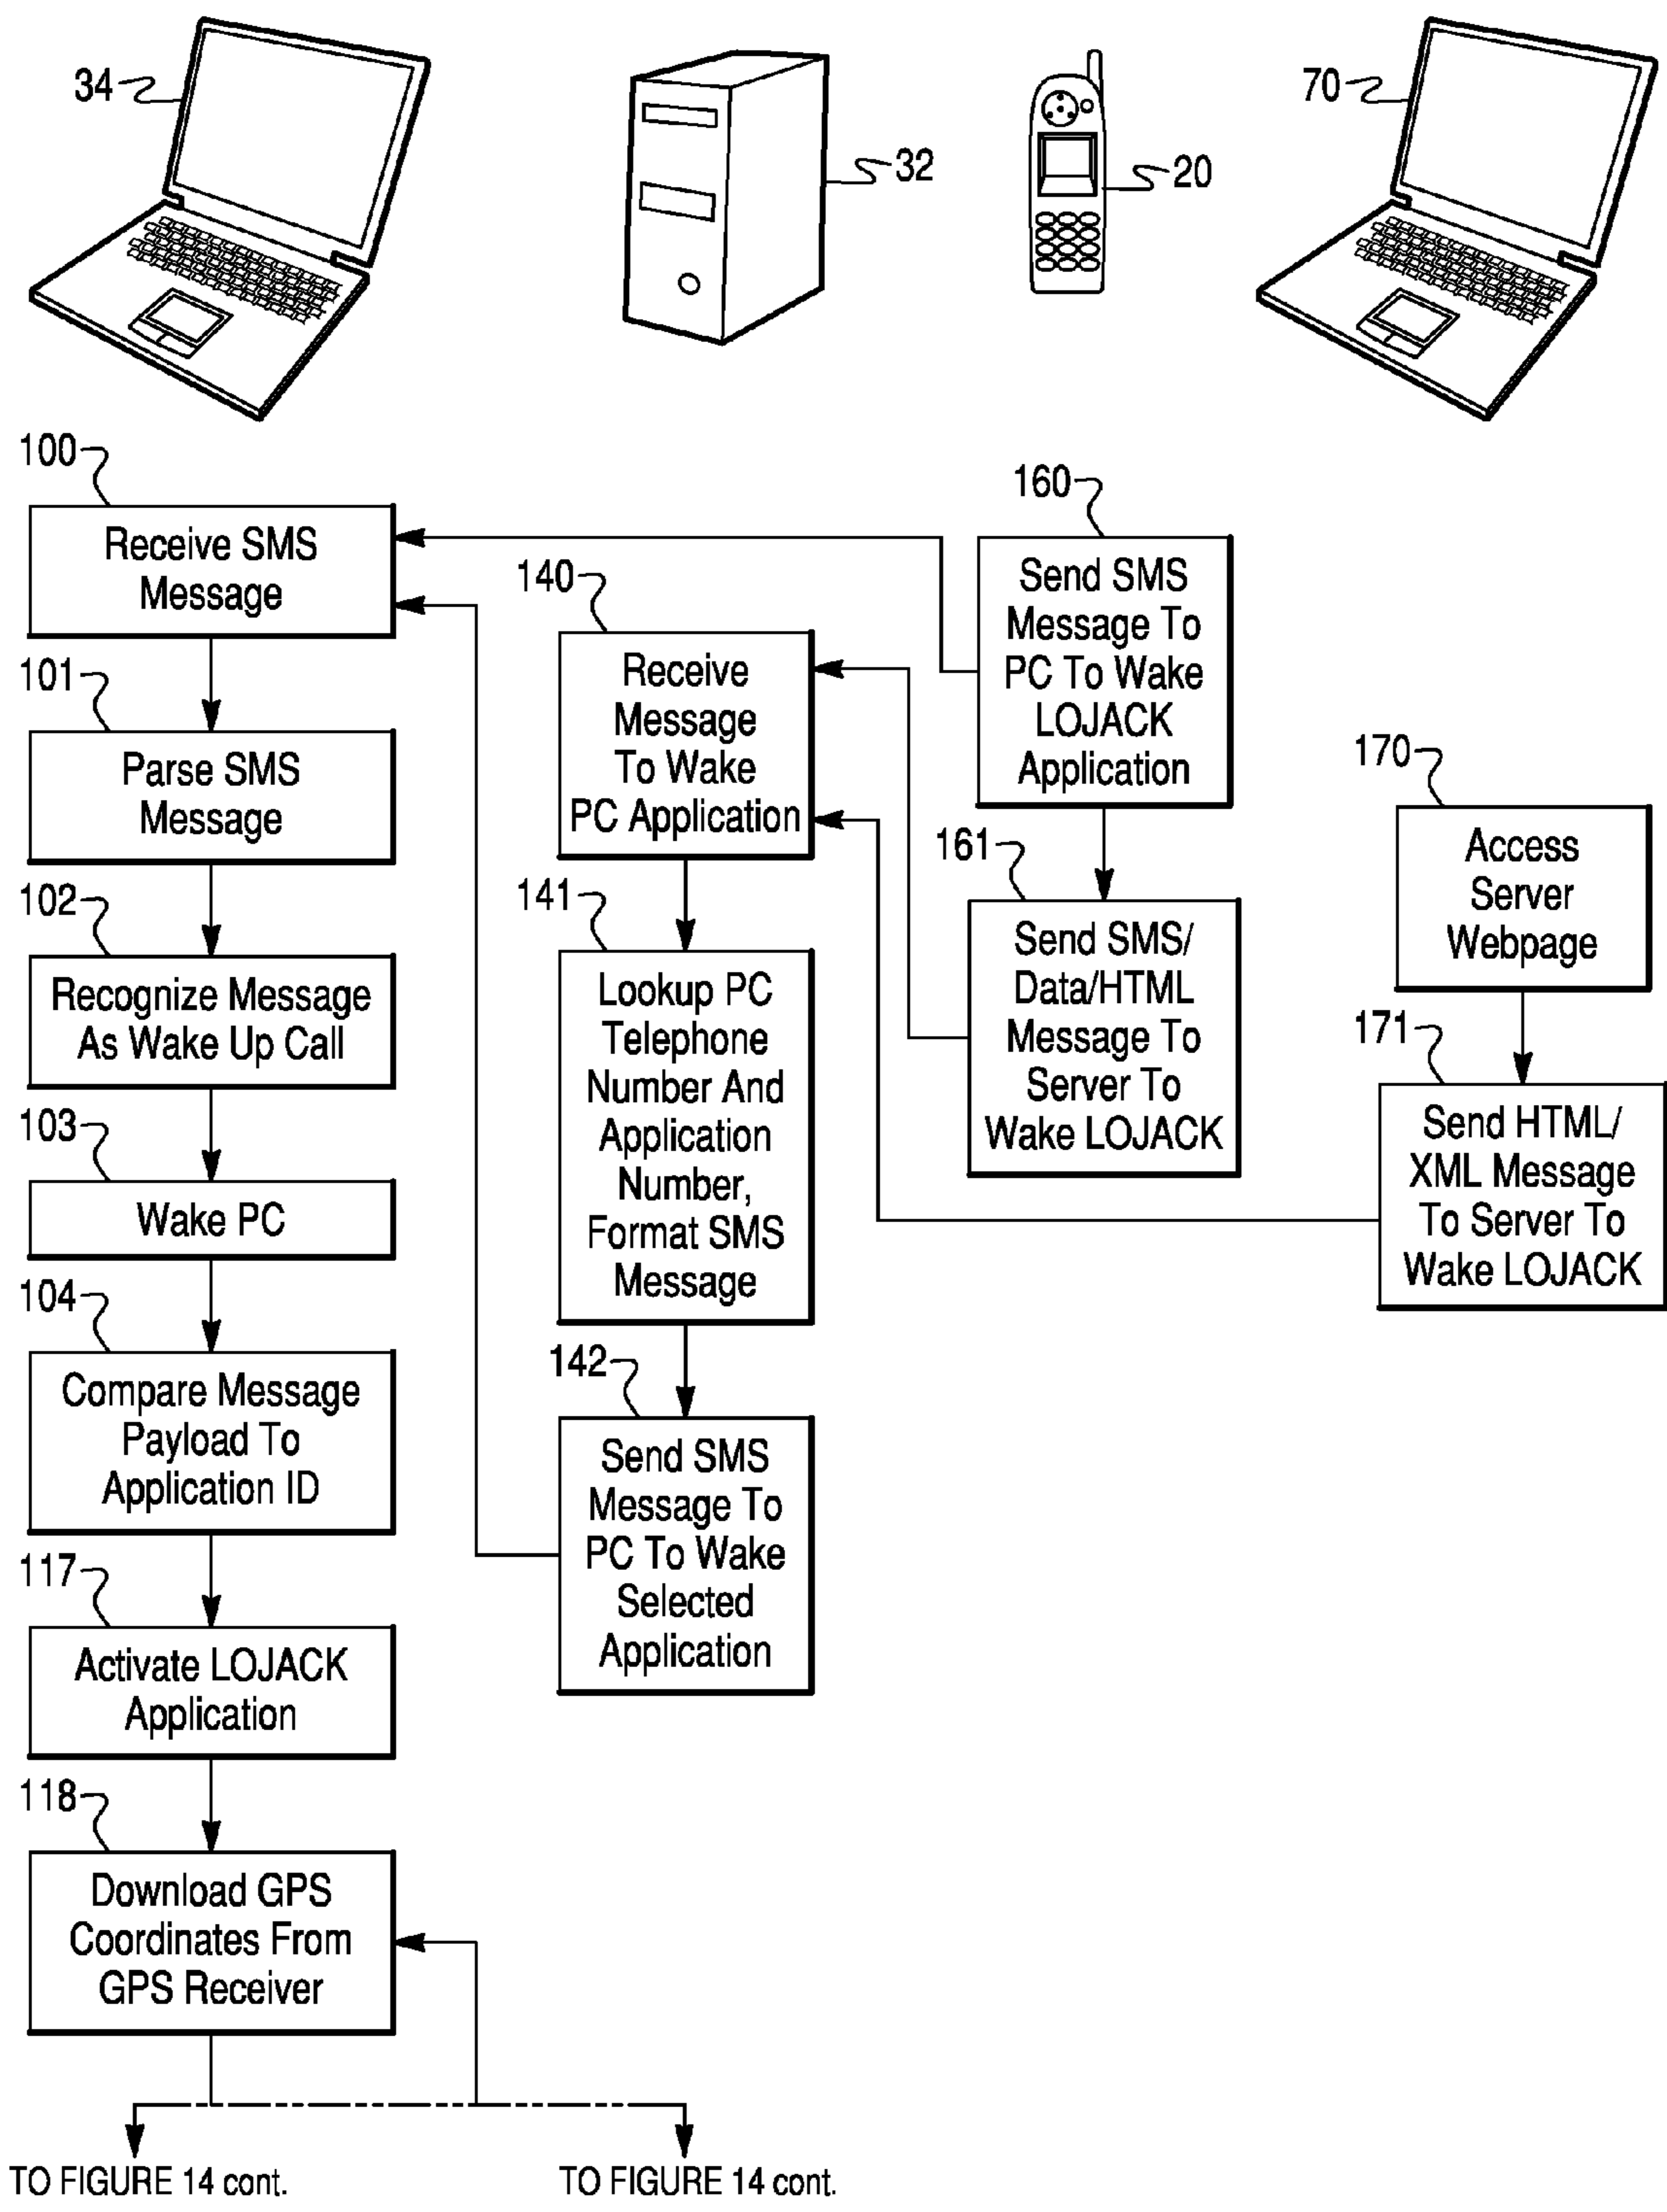 34
32
20
70
100
Receive SMS
Message
101
Parse SMS
Message
102
Recognize Message
As Wake Up Call
103
Wake PC
104
Compare Message
Payload To
Application ID
117
Activate LOJACK
Application
118
Download GPS
Coordinates From
GPS Receiver
140
Receive
Message
To Wake
PC Application
141
Lookup PC
Telephone
Number And
Application
Number,
Format SMS
Message
142
Send SMS
Message To
PC To Wake
Selected
Application
160
Send SMS
Message To
PC To Wake
LOJACK
Application
161
Send SMS/
Data/HTML
Message To
Server To
Wake LOJACK
170
Access
Server
Webpage
171
Send HTML/
XML Message
To Server To
Wake LOJACK
TO FIGURE 14 cont.
TO FIGURE 14 cont.